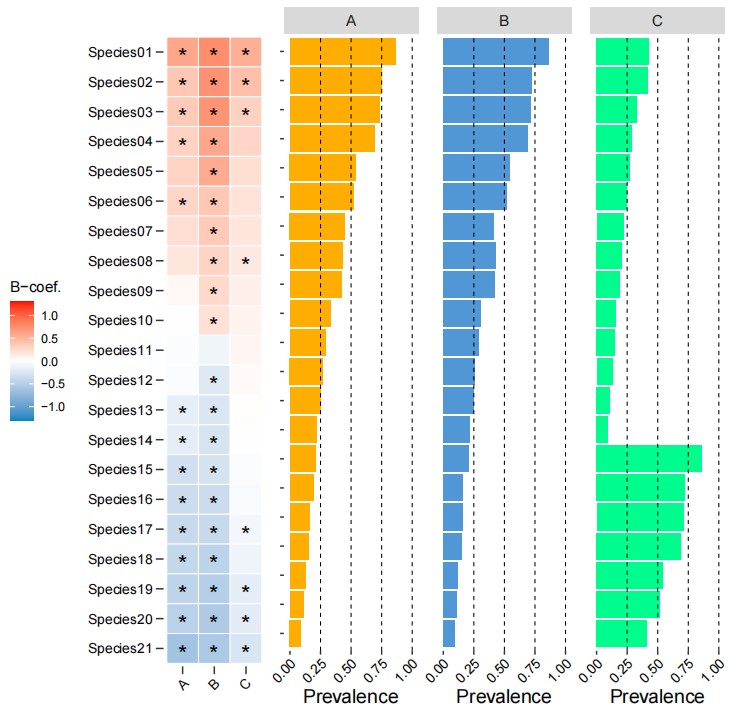 A B C
Species01
Species02
Species03
Species04
Species05
Species06
Species07
Species08
Species09
Species10
Species11
Species12
Species13
Species14
Species15
Species16
Species17
Species18
Species19
Species20
Species21
* * *
* * *
* * *
* *
*
* *
*
* *
*
*
*
* *
* *
* *
* *
* * *
* *
* * *
* * *
* * *
B−coef.
1.0
0.5
0.0
−0.5
−1.0
A B C
0.00 0.25 0.50 0.75 1.00
0.00 0.25 0.50 0.75 1.00
0.00 0.25 0.50 0.75 1.00
Prevalence Prevalence Prevalence